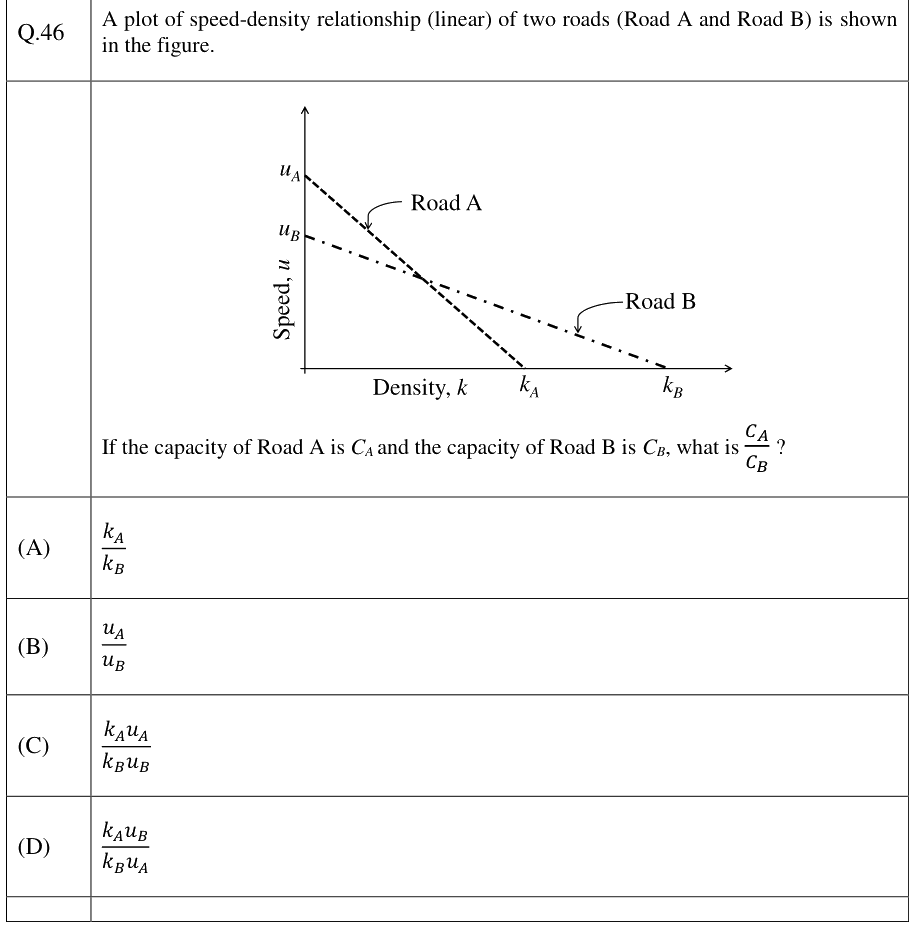 Q.46
A plot of speed-density relationship (linear) of two roads (Road A and Road B) is shown
in the figure.
u_A
Road A
u_B
Speed, u
Road B
Density, k
k_A
k_B
If the capacity of Road A is C_A and the capacity of Road B is C_B, what is C_A/C_B ?
(A)
k_A
k_B
(B)
u_A
u_B
(C)
k_A u_A
k_B u_B
(D)
k_A u_B
k_B u_A